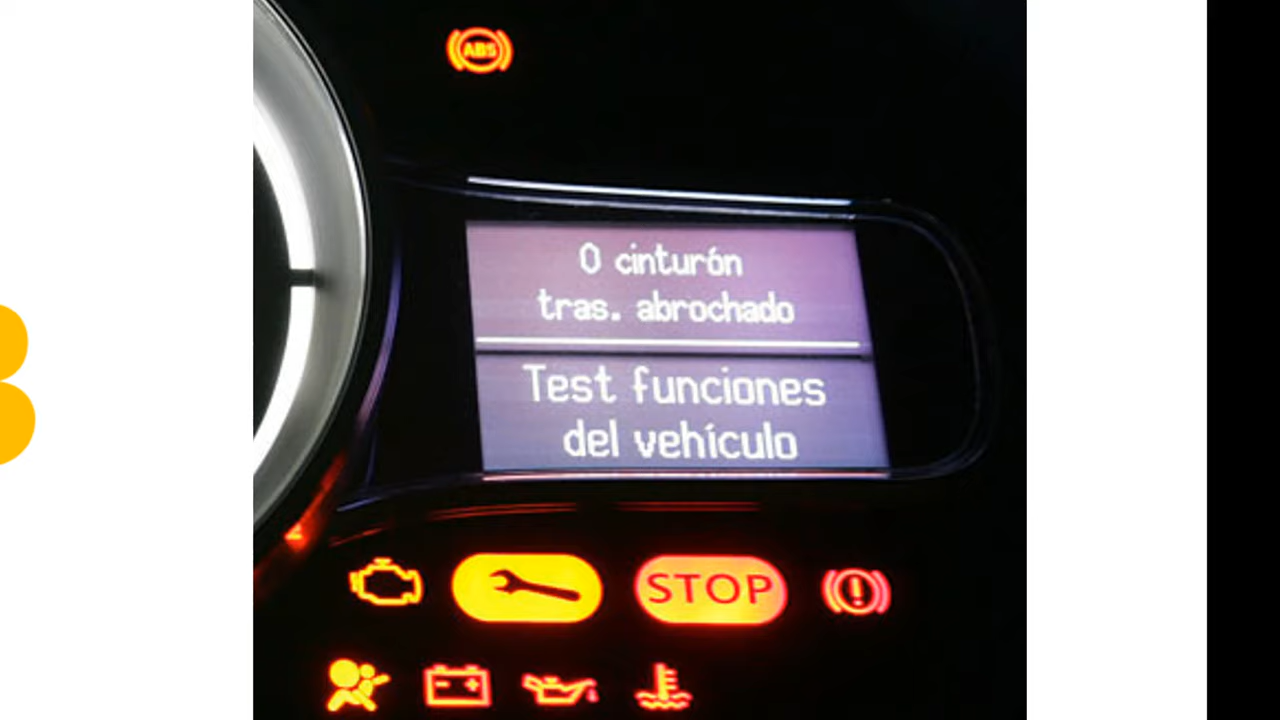 ABS
0 cinturón
tras. abrochado
Test funciones
del vehículo
STOP